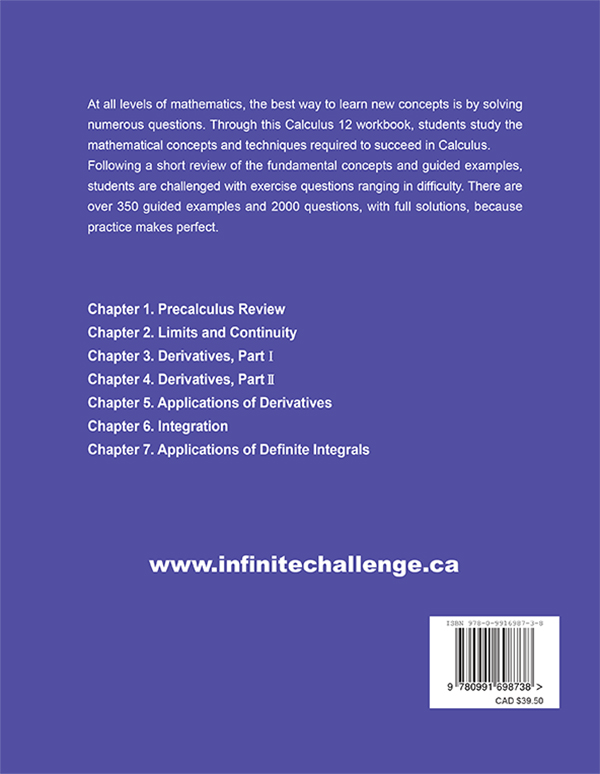 At all levels of mathematics, the best way to learn new concepts is by solving
numerous questions. Through this Calculus 12 workbook, students study the
mathematical concepts and techniques required to succeed in Calculus.
Following a short review of the fundamental concepts and guided examples,
students are challenged with exercise questions ranging in difficulty. There are
over 350 guided examples and 2000 questions, with full solutions, because
practice makes perfect.
Chapter 1. Precalculus Review
Chapter 2. Limits and Continuity
Chapter 3. Derivatives, Part Ⅰ
Chapter 4. Derivatives, Part Ⅱ
Chapter 5. Applications of Derivatives
Chapter 6. Integration
Chapter 7. Applications of Definite Integrals
www.infinitechallenge.ca
ISBN 978-0-9916987-3-8
9 780991 698738 >
CAD $39.50